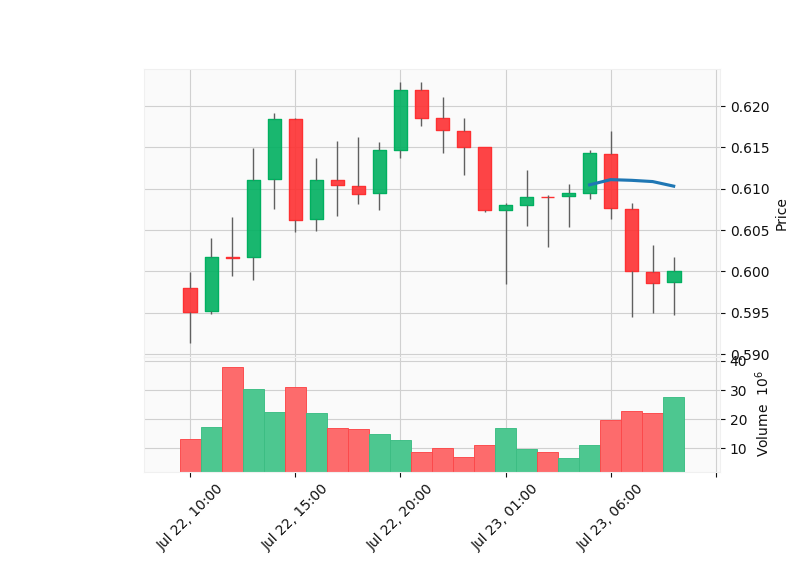 0.620
0.615
0.610
0.605
0.600
0.595
0.590
Price
40
30
20
10
Volume 10⁶
Jul 22, 10:00
Jul 22, 15:00
Jul 22, 20:00
Jul 23, 01:00
Jul 23, 06:00